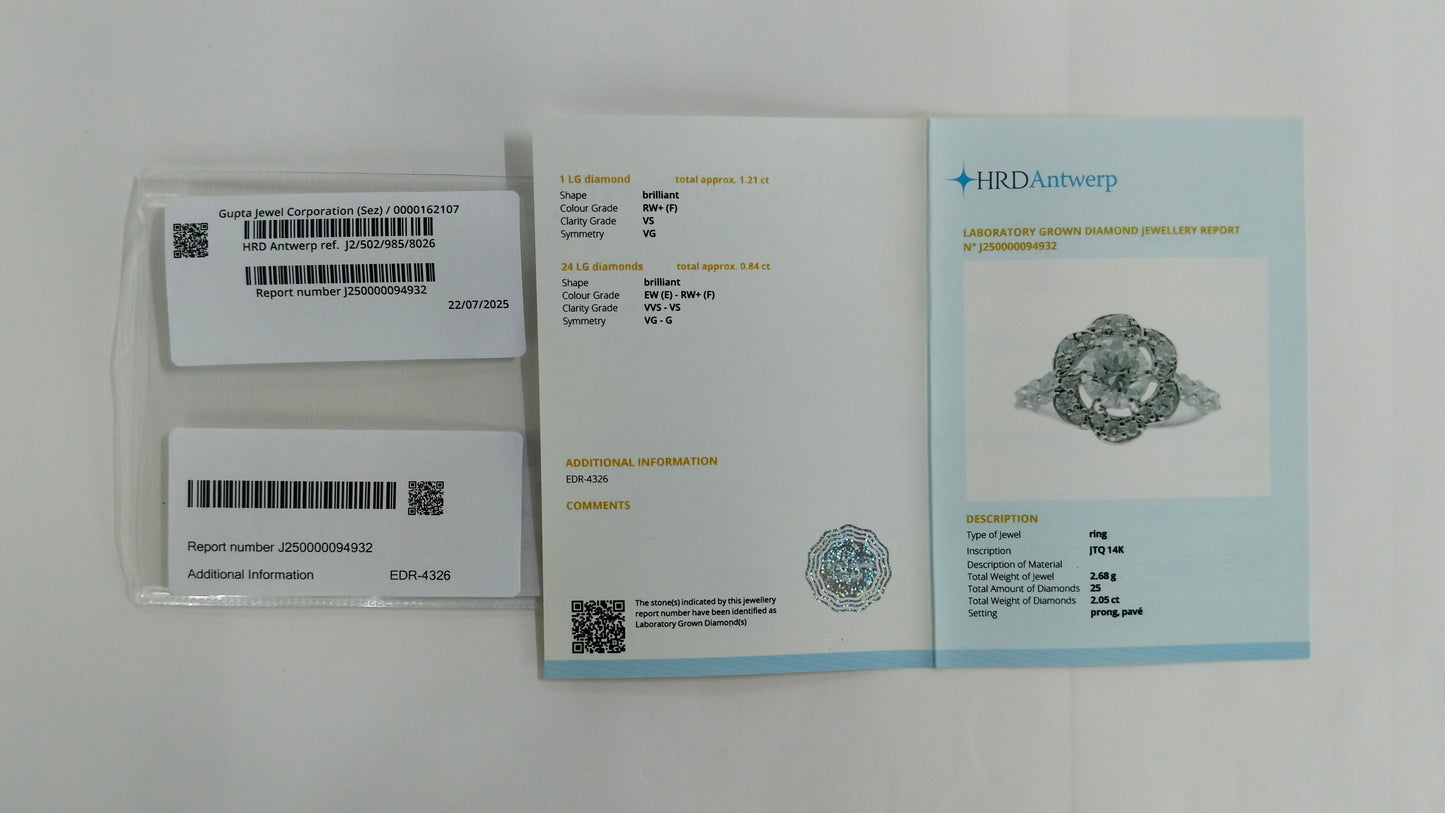 Gupta Jewel Corporation (Sez) / 0000162107
HRD Antwerp ref. J2/502/985/8026
Report number J250000094932
22/07/2025
Report number J250000094932
Additional Information EDR-4326
1 LG diamond total approx. 1.21 ct
Shape brilliant
Colour Grade RW+ (F)
Clarity Grade VS
Symmetry VG
24 LG diamonds total approx. 0.84 ct
Shape brilliant
Colour Grade EW (E) - RW+ (F)
Clarity Grade VVS - VS
Symmetry VG - G
ADDITIONAL INFORMATION
EDR-4326
COMMENTS
The stone(s) indicated by this jewellery
report number have been identified as
Laboratory Grown Diamond(s)
HRDAntwerp
LABORATORY GROWN DIAMOND JEWELLERY REPORT
N° J250000094932
DESCRIPTION
Type of Jewel ring
Inscription JTQ 14K
Description of Material
Total Weight of Jewel 2.68 g
Total Amount of Diamonds 25
Total Weight of Diamonds 2.05 ct
Setting prong, pavé